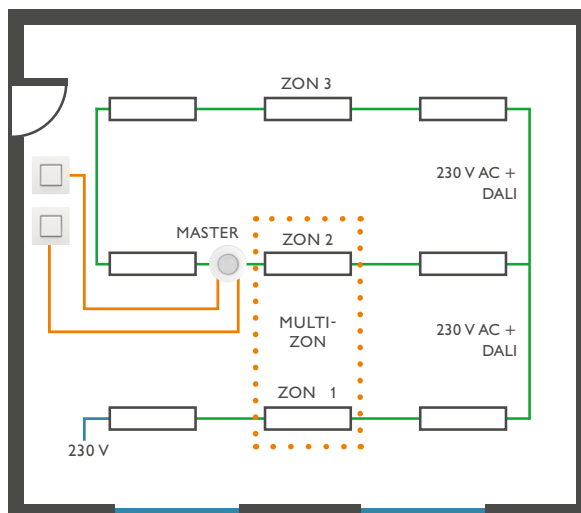 ZON 3
230 V AC +
DALI
MASTER
ZON 2
MULTI-
ZON
230 V AC +
DALI
ZON 1
230 V